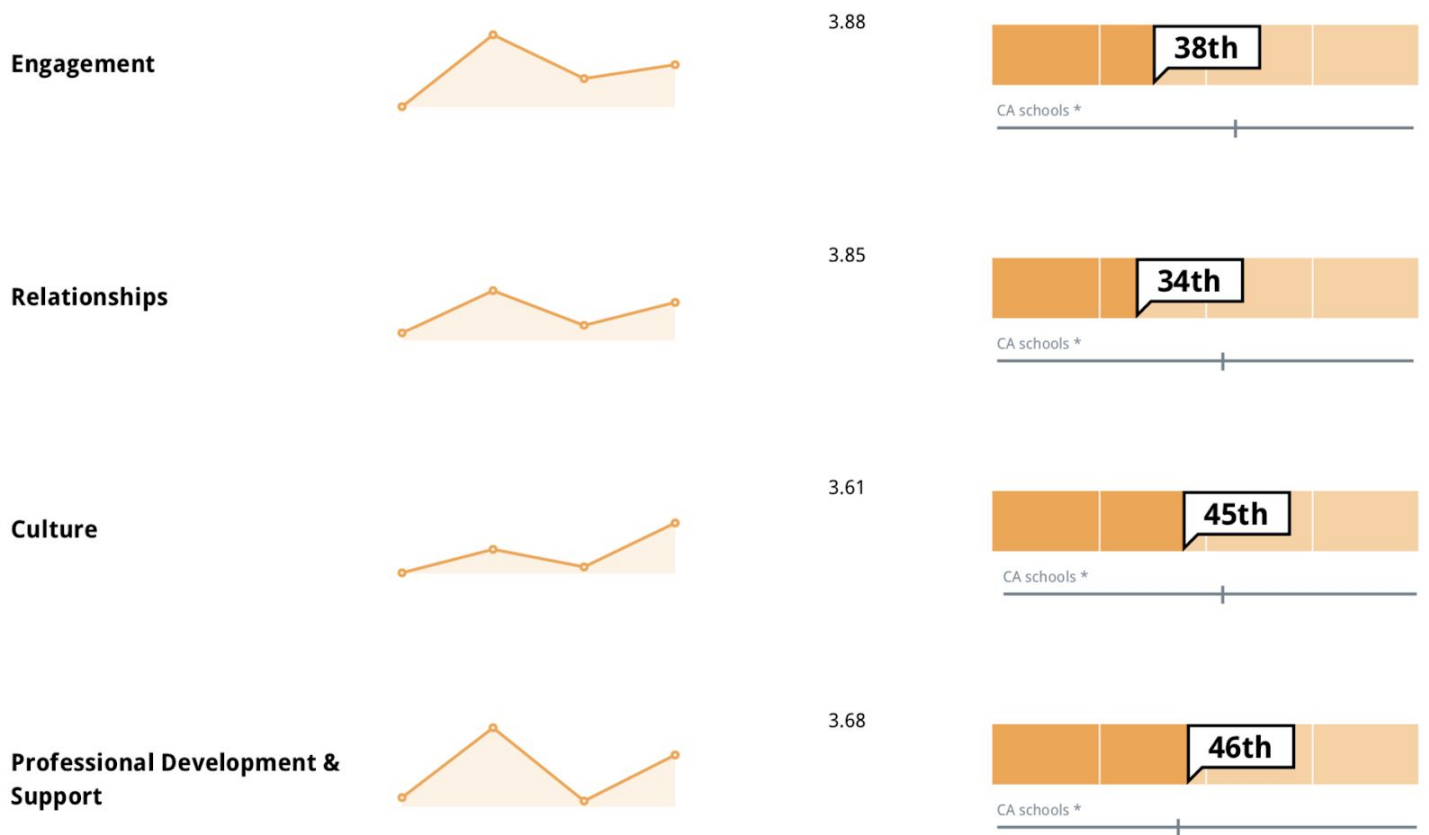 3.88
Engagement
38th
CA schools *
3.85
Relationships
34th
CA schools *
3.61
Culture
45th
CA schools *
3.68
Professional Development &
Support
46th
CA schools *